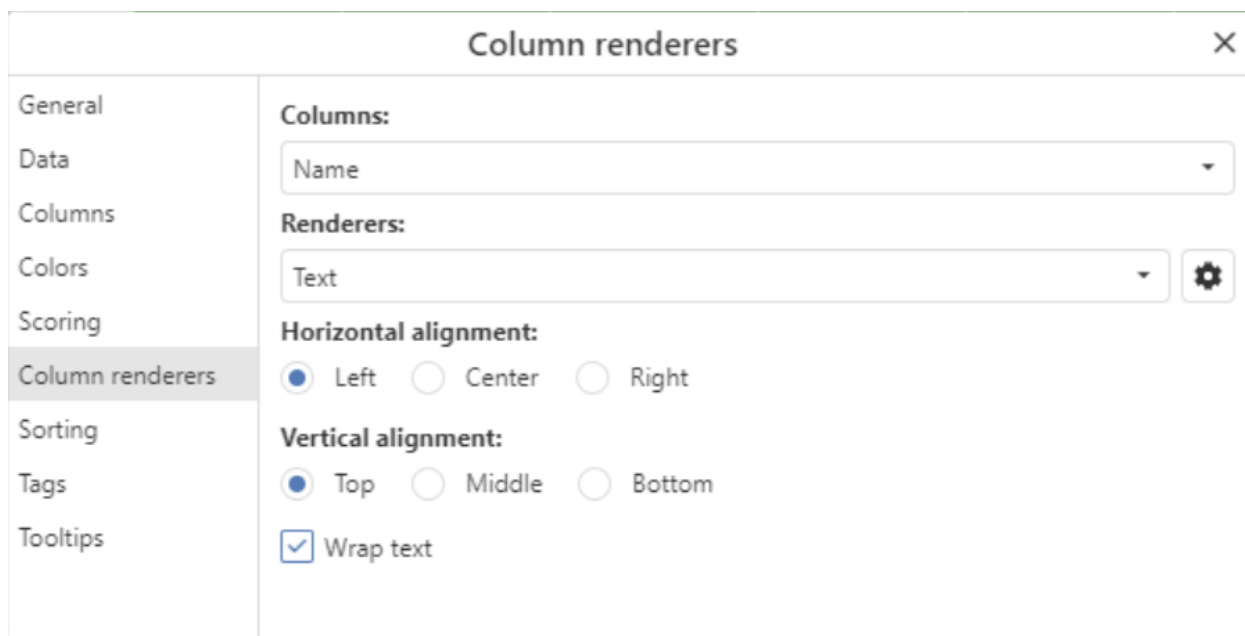 Column renderers
General
Data
Columns
Colors
Scoring
Column renderers
Sorting
Tags
Tooltips
Columns:
Name
Renderers:
Text
Horizontal alignment:
Left Center Right
Vertical alignment:
Top Middle Bottom
Wrap text